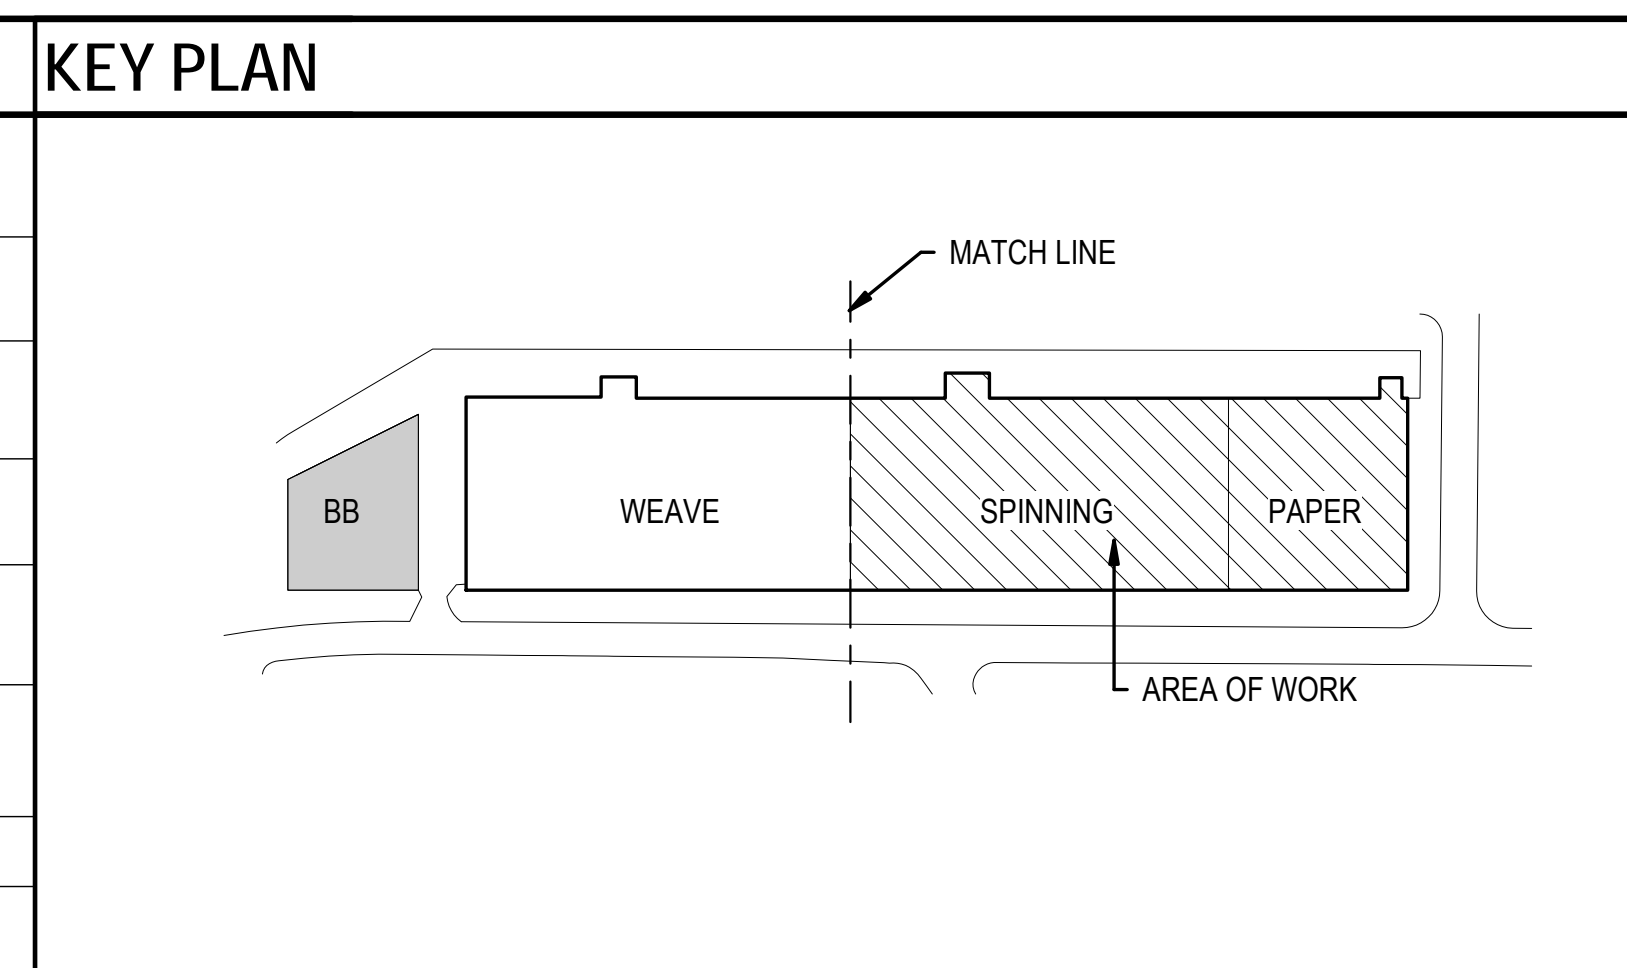 KEY PLAN
MATCH LINE
BB
WEAVE
SPINNING
PAPER
AREA OF WORK